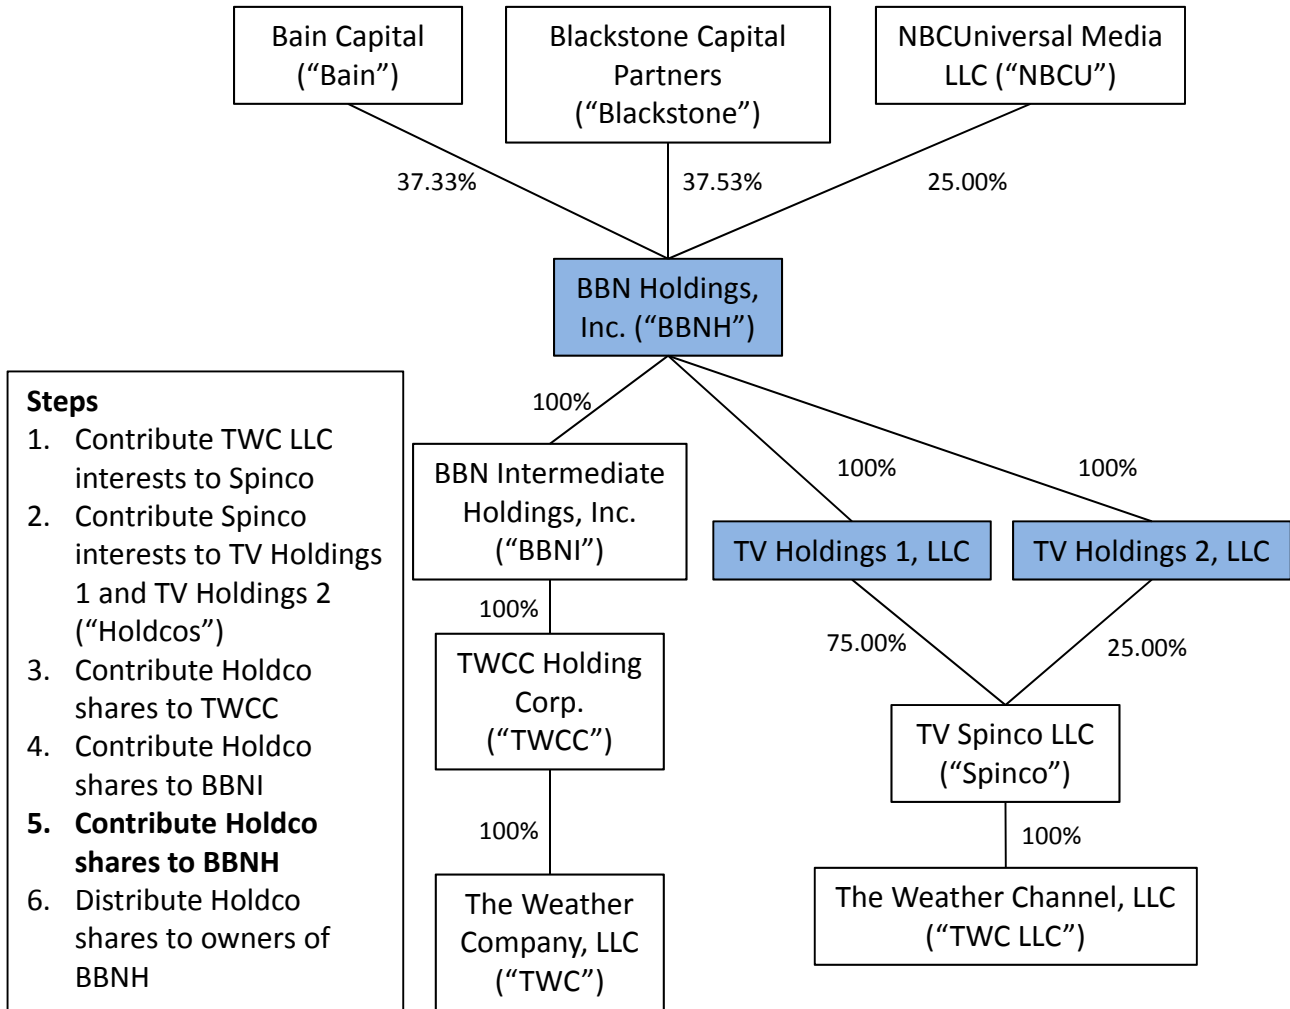 Bain Capital
(“Bain”)
Blackstone Capital
Partners
(“Blackstone”)
NBCUniversal Media
LLC (“NBCU”)
37.33%
37.53%
25.00%
BBN Holdings,
Inc. (“BBNH”)
Steps
1. Contribute TWC LLC
interests to Spinco
2. Contribute Spinco
interests to TV Holdings
1 and TV Holdings 2
(“Holdcos”)
3. Contribute Holdco
shares to TWCC
4. Contribute Holdco
shares to BBNI
5. Contribute Holdco
shares to BBNH
6. Distribute Holdco
shares to owners of
BBNH
100%
100%
100%
BBN Intermediate
Holdings, Inc.
(“BBNI”)
TV Holdings 1, LLC
TV Holdings 2, LLC
100%
75.00%
25.00%
TWCC Holding
Corp.
(“TWCC”)
TV Spinco LLC
(“Spinco”)
100%
100%
The Weather
Company, LLC
(“TWC”)
The Weather Channel, LLC
(“TWC LLC”)